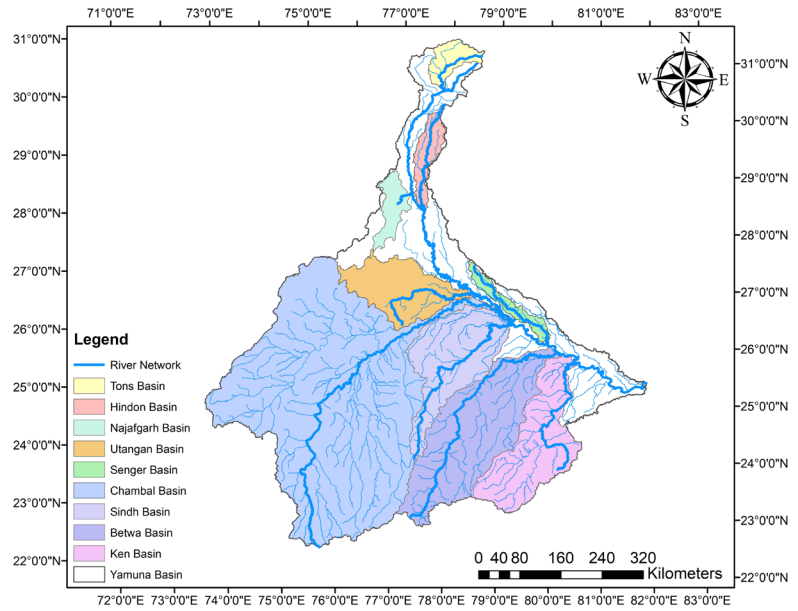 71°0'0"E 73°0'0"E 75°0'0"E 77°0'0"E 79°0'0"E 81°0'0"E 83°0'0"E
31°0'0"N
30°0'0"N
29°0'0"N
28°0'0"N
27°0'0"N
26°0'0"N
25°0'0"N
24°0'0"N
23°0'0"N
22°0'0"N
N
W E
S
31°0'0"N
30°0'0"N
29°0'0"N
28°0'0"N
27°0'0"N
26°0'0"N
25°0'0"N
24°0'0"N
23°0'0"N
22°0'0"N
Legend
River Network
Tons Basin
Hindon Basin
Najafgarh Basin
Utangan Basin
Senger Basin
Chambal Basin
Sindh Basin
Betwa Basin
Ken Basin
Yamuna Basin
0 40 80 160 240 320
Kilometers
72°0'0"E 73°0'0"E 74°0'0"E 75°0'0"E 76°0'0"E 77°0'0"E 78°0'0"E 79°0'0"E 80°0'0"E 81°0'0"E 82°0'0"E 83°0'0"E